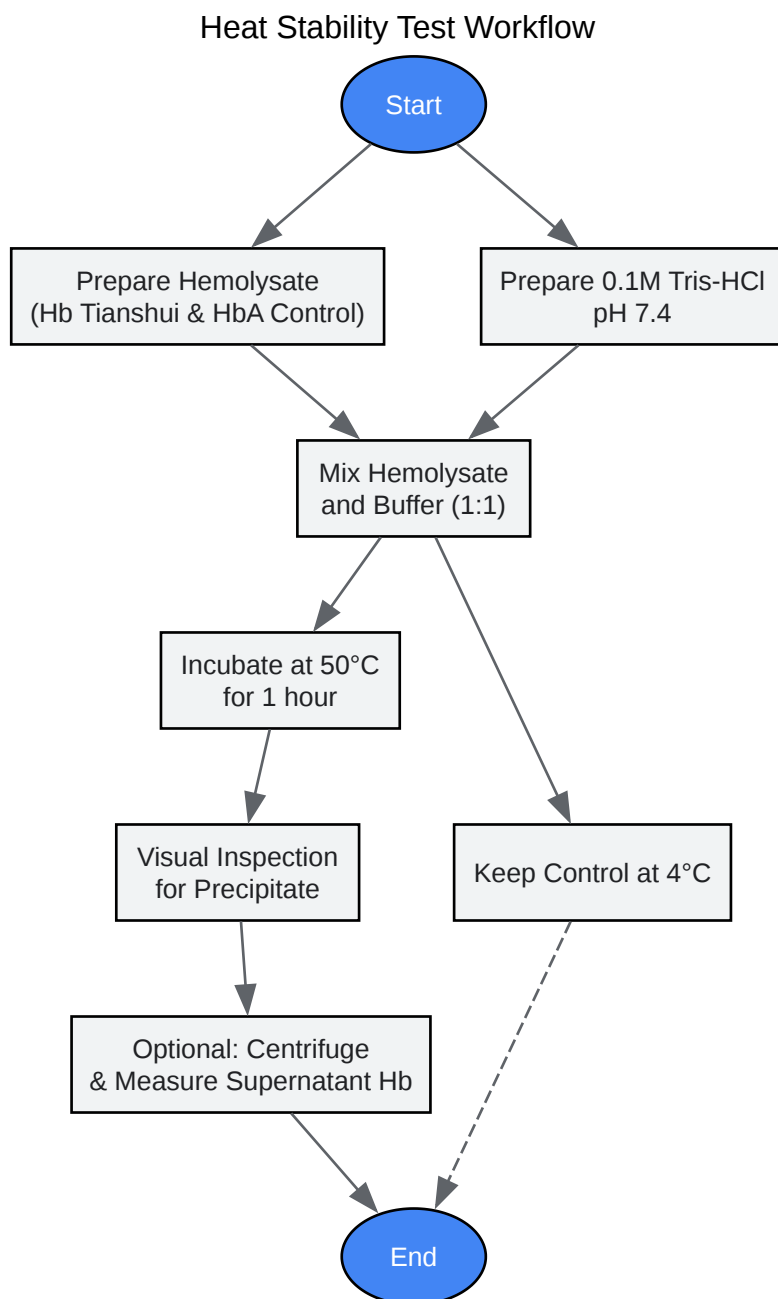 Heat Stability Test Workflow
Start
Prepare Hemolysate
(Hb Tianshui & HbA Control)
Prepare 0.1M Tris-HCl
pH 7.4
Mix Hemolysate
and Buffer (1:1)
Incubate at 50°C
for 1 hour
Visual Inspection
for Precipitate
Keep Control at 4°C
Optional: Centrifuge
& Measure Supernatant Hb
End